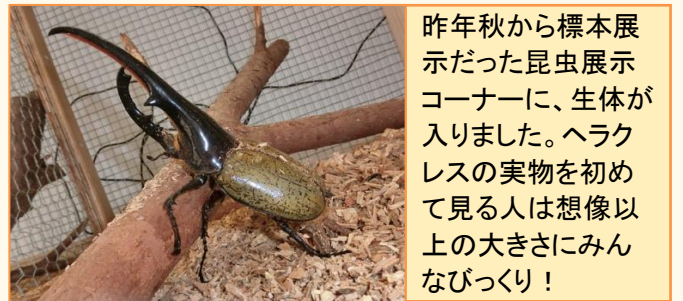 昨年秋から標本展
示だった昆虫展示
コーナーに、生体が
入りました。ヘラク
レスの実物を初め
て見る人は想像以
上の大きさにみん
なびっくり！